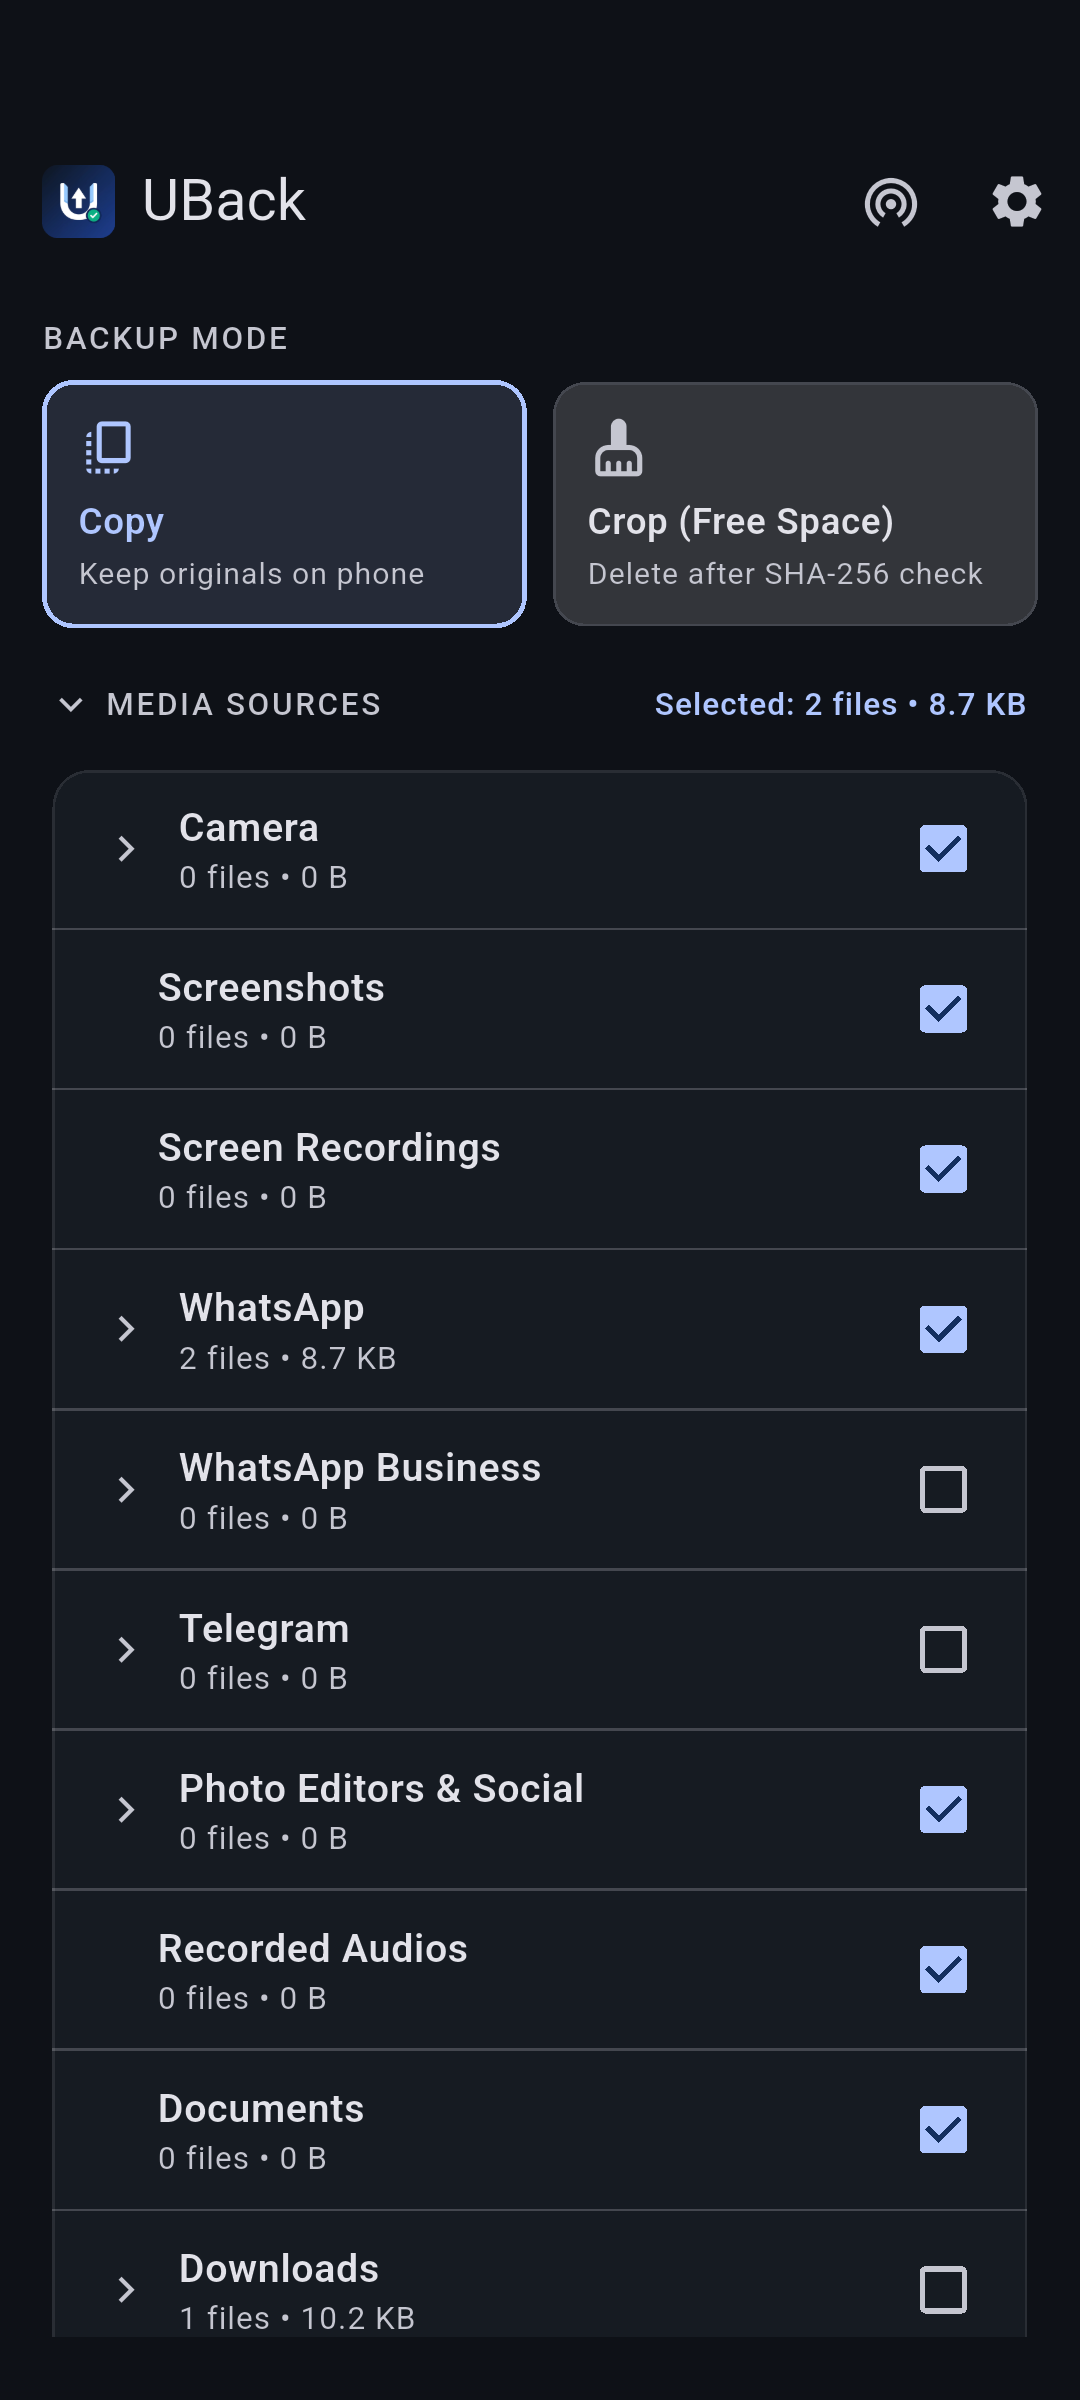 UBack
BACKUP MODE
Copy
Keep originals on phone
Crop (Free Space)
Delete after SHA-256 check
MEDIA SOURCES
Selected: 2 files • 8.7 KB
Camera
0 files • 0 B
Screenshots
0 files • 0 B
Screen Recordings
0 files • 0 B
WhatsApp
2 files • 8.7 KB
WhatsApp Business
0 files • 0 B
Telegram
0 files • 0 B
Photo Editors & Social
0 files • 0 B
Recorded Audios
0 files • 0 B
Documents
0 files • 0 B
Downloads
1 files • 10.2 KB